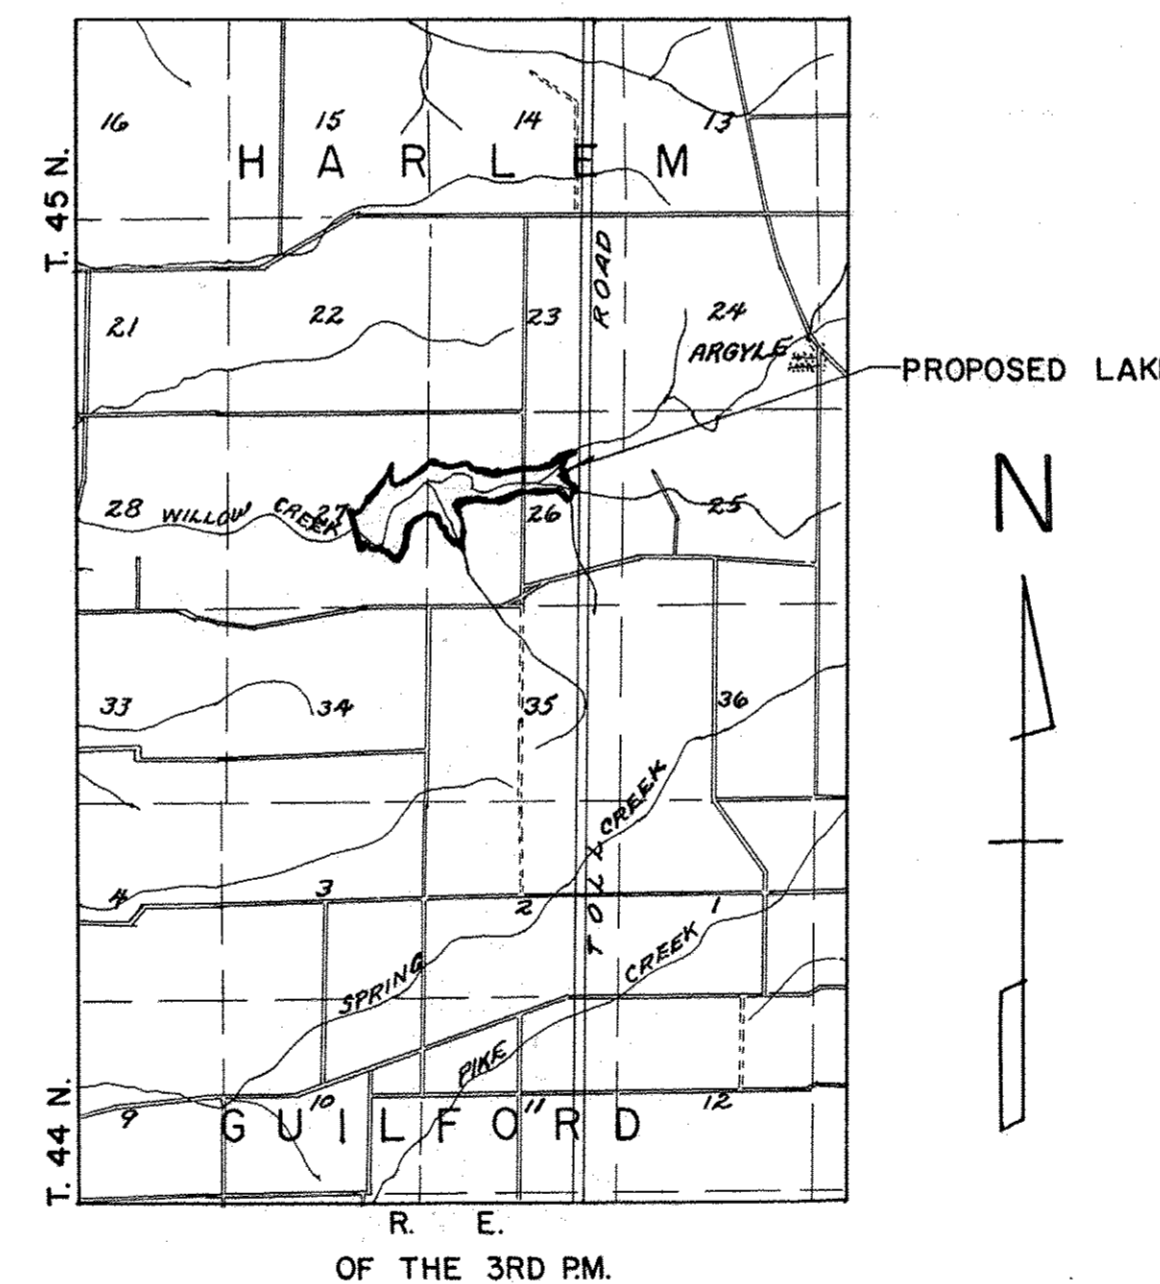 16 15 14 13
H A R L E M
T. 45 N.
ROAD
21 22 23 24
ARGYLE
PROPOSED LAK
28 WILLOW CREEK 27 26 25
N
33 34 35 36
CREEK
TOLL
4 3 2 1
SPRING
CREEK
PIKE
9 10 11 12
G U I L F O R D
T. 44 N.
R. E.
OF THE 3RD P.M.